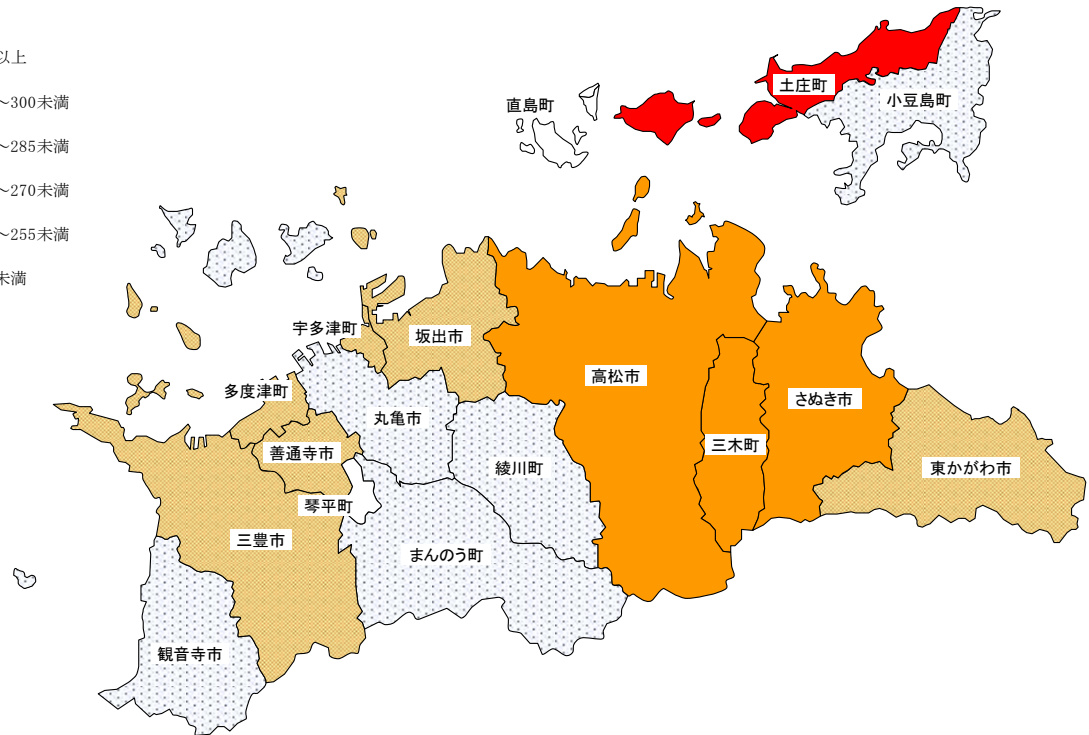 以上
～300未満
～285未満
～270未満
～255未満
未満
土庄町
直島町
小豆島町
宇多津町
坂出市
多度津町
高松市
丸亀市
さぬき市
善通寺市
三木町
綾川町
東かがわ市
琴平町
三豊市
まんのう町
観音寺市